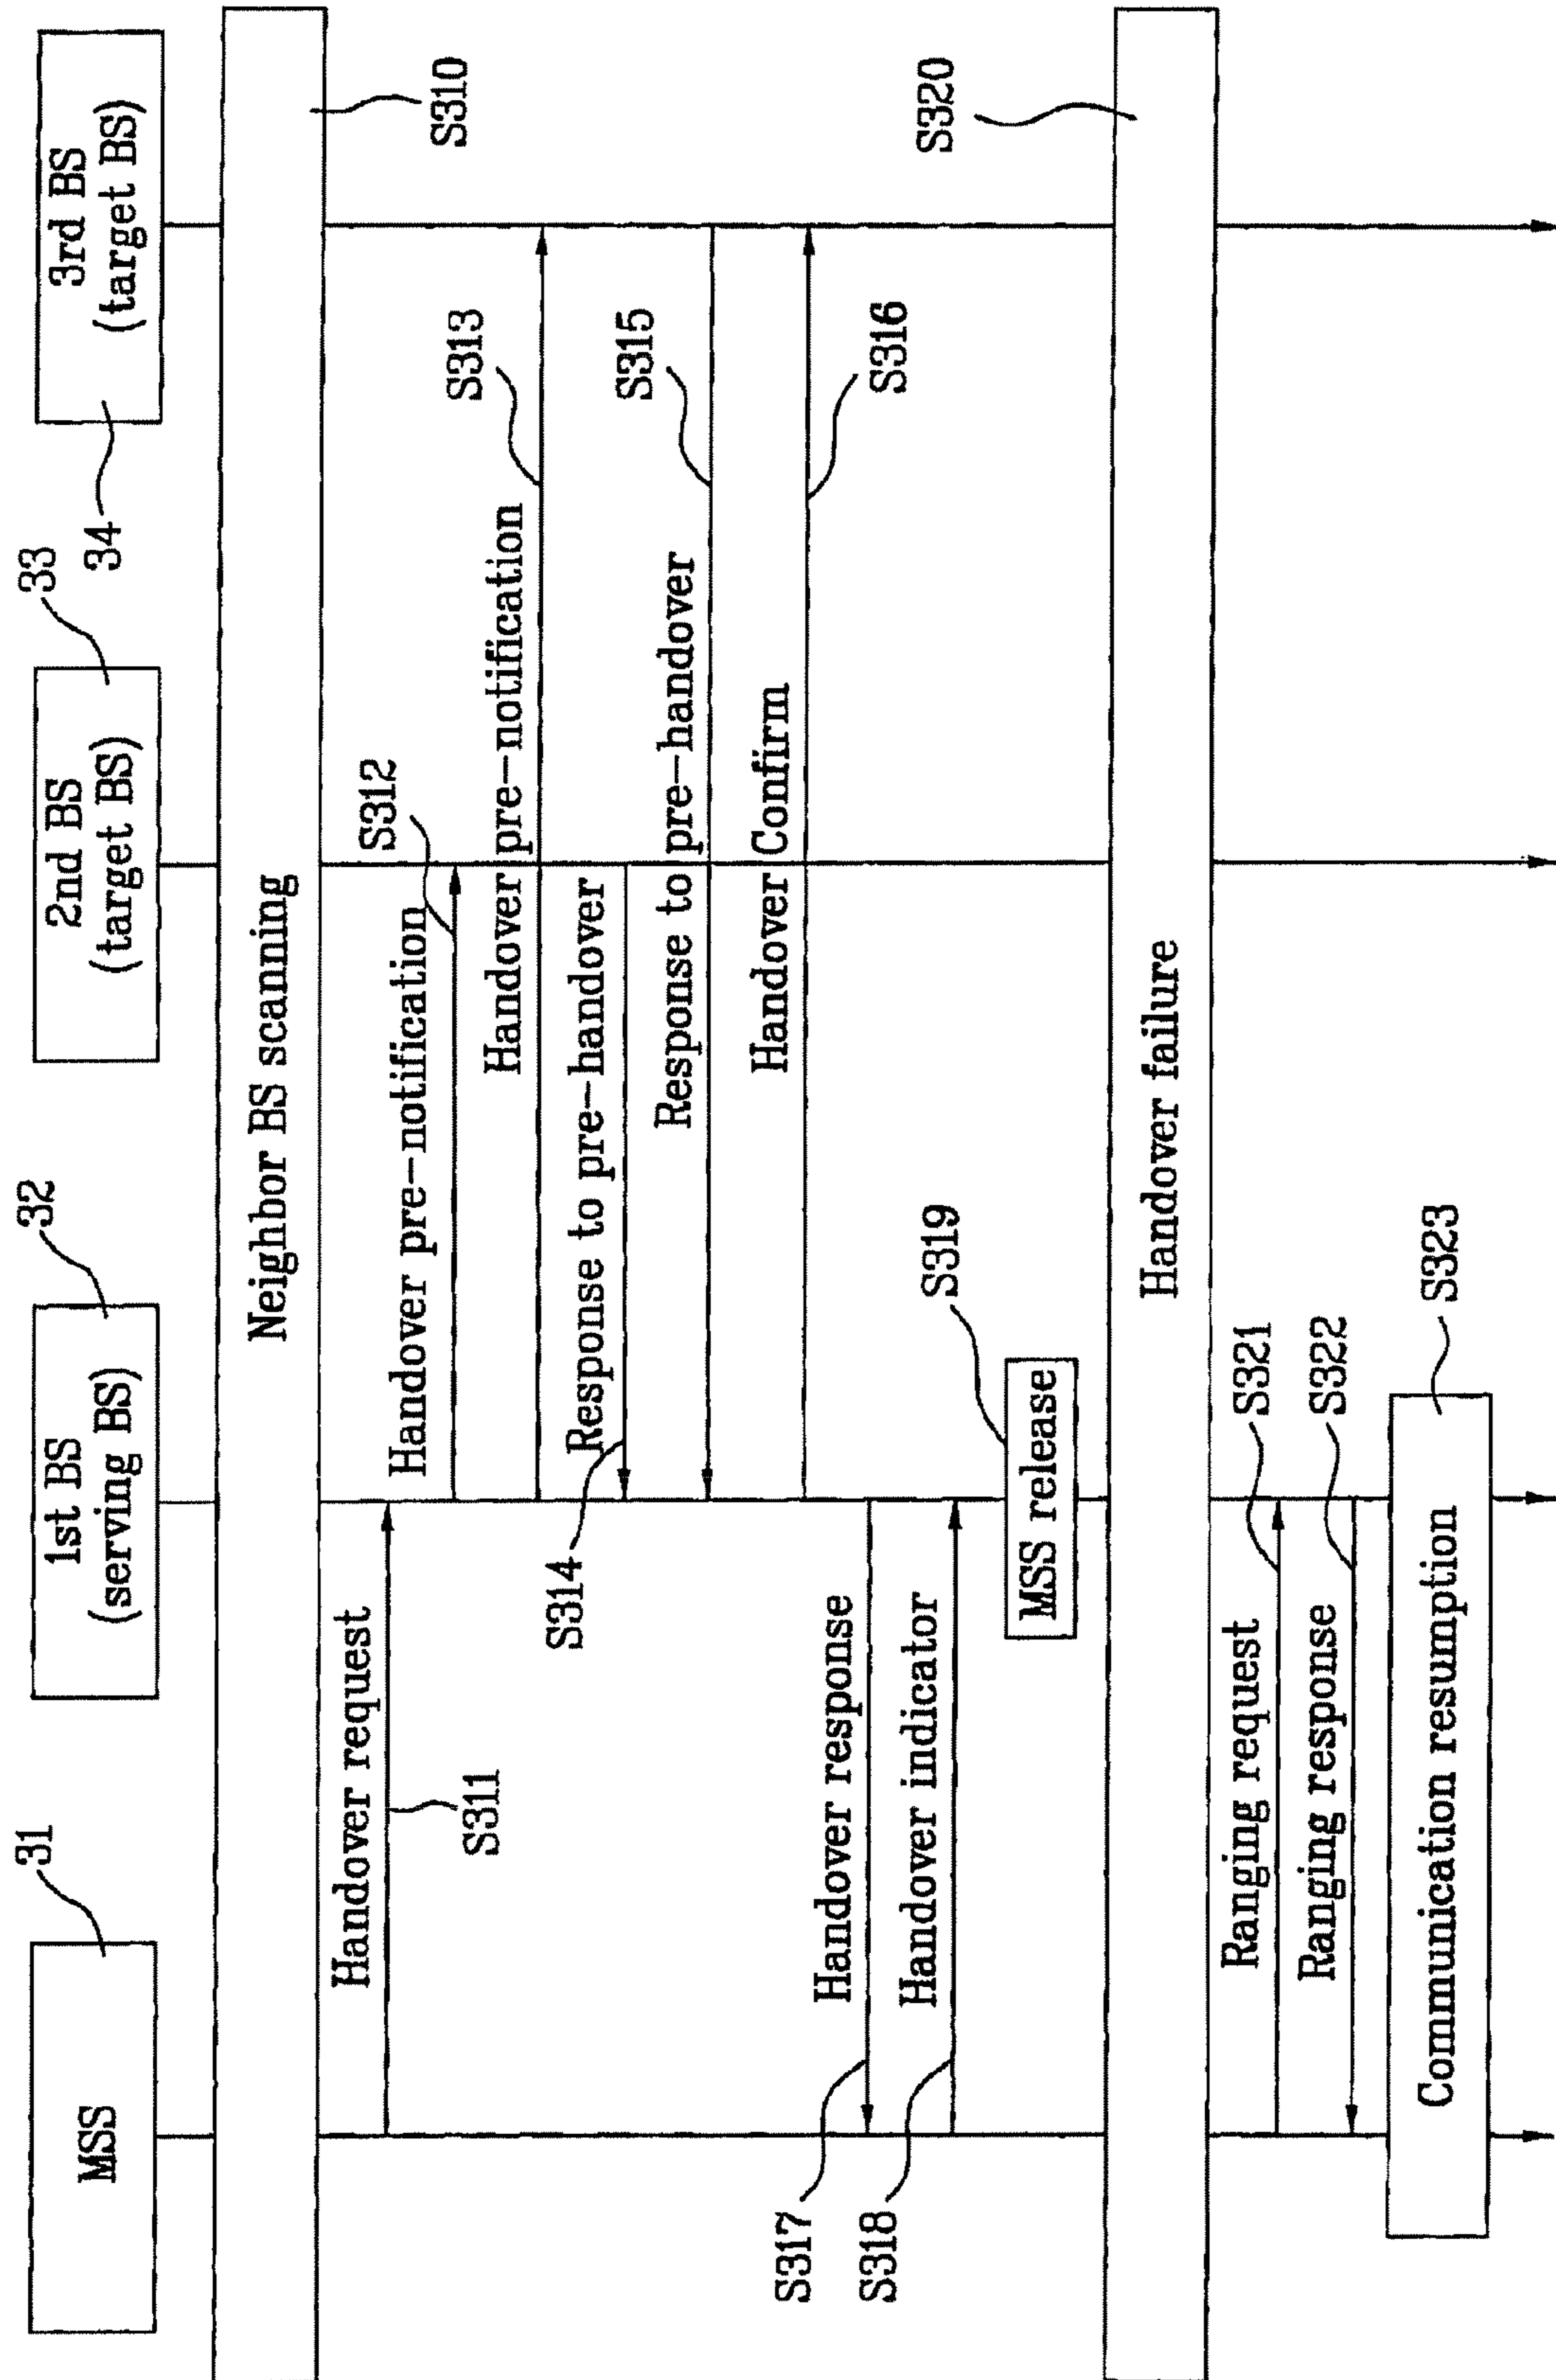 MSS
31
1st BS
(serving BS)
32
2nd BS
(target BS)
33
3rd BS
(target BS)
34
Neighbor BS scanning
S310
Handover request
S311
Handover pre-notification
S312
Handover pre-notification
S313
Response to pre-handover
S314
Response to pre-handover
S315
Handover Confirm
S316
Handover response
S317
Handover indicator
S318
MSS release
S319
Handover failure
S320
Ranging request
S321
Ranging response
S322
Communication resumption
S323